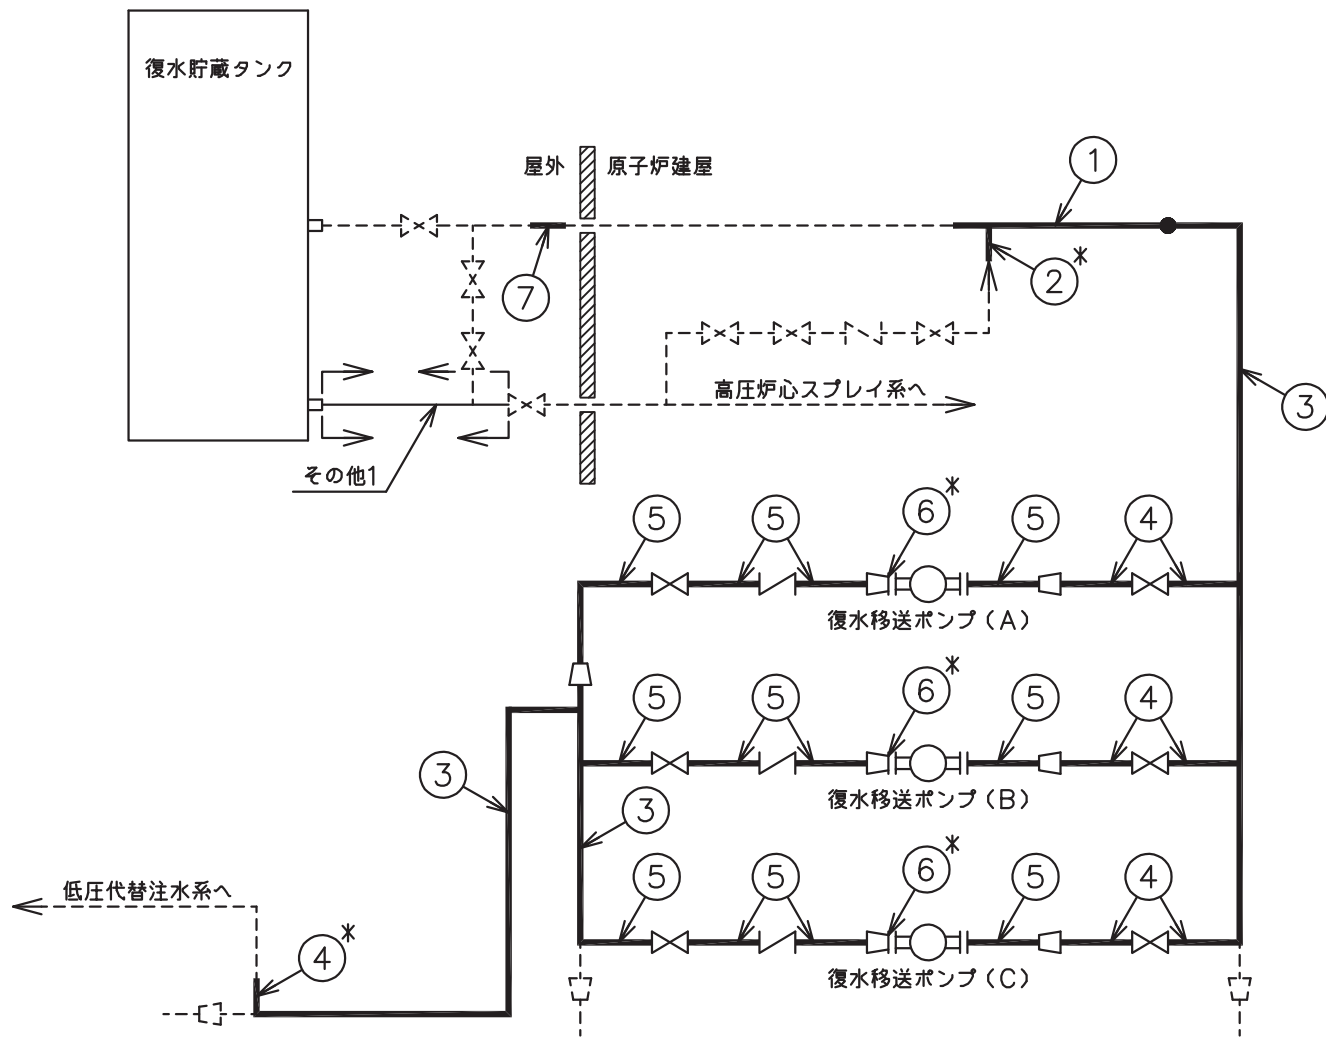 復水貯蔵タンク
屋外
原子炉建屋
1
2*
7
3
高圧炉心スプレイ系へ
その他1
5
5
6*
5
4
復水移送ポンプ(A)
5
5
6*
5
4
復水移送ポンプ(B)
3
3
5
5
6*
5
4
復水移送ポンプ(C)
低圧代替注水系へ
4*